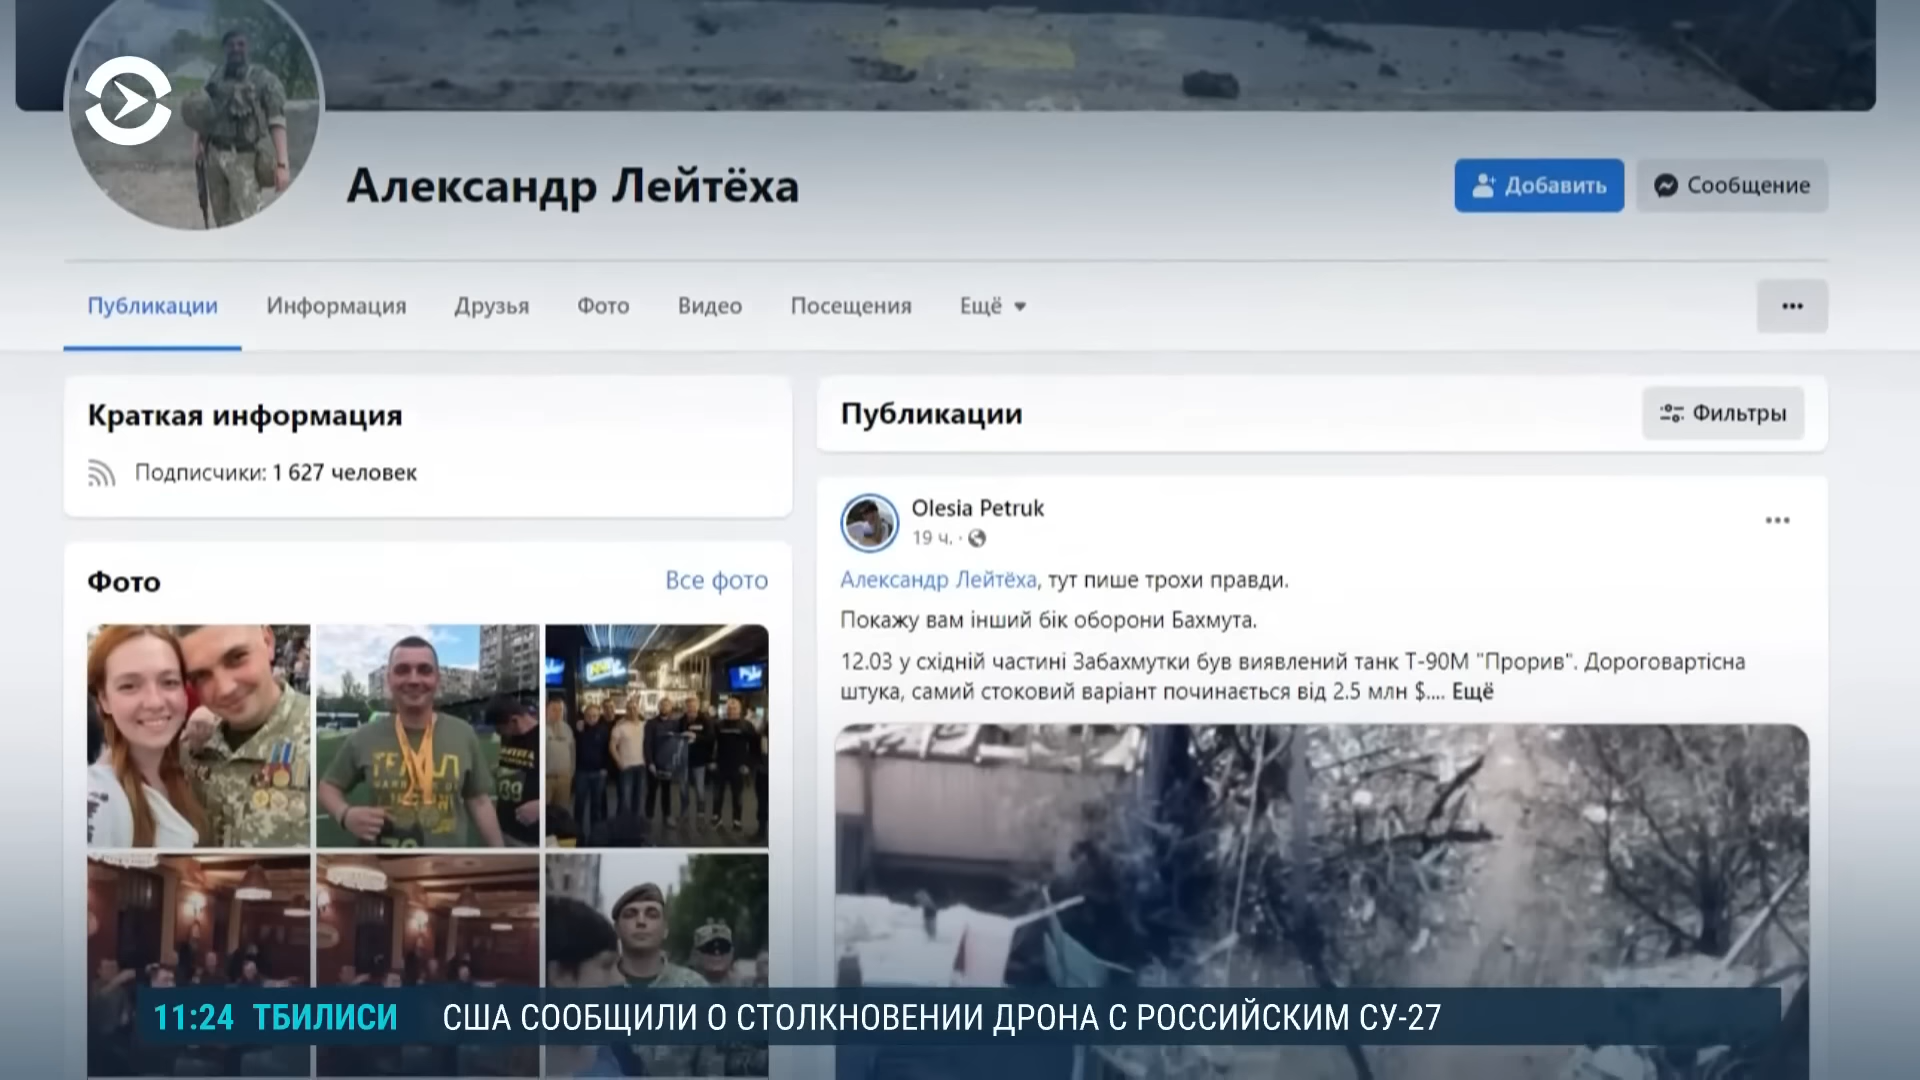 Александр Лейтёха
Добавить
Сообщение
Публикации
Информация
Друзья
Фото
Видео
Посещения
Ещё
Краткая информация
Подписчики: 1 627 человек
Фото
Все фото
Публикации
Фильтры
Olesia Petruk
19 ч. ·
Александр Лейтёха, тут пише трохи правди.
Покажу вам інший бік оборони Бахмута.
12.03 у східній частині Забахмутки був виявлений танк Т-90М "Прорив". Дороговартісна
штука, самий стоковий варіант починається від 2.5 млн $.... Ещё
11:24 ТБИЛИСИ США СООБЩИЛИ О СТОЛКНОВЕНИИ ДРОНА С РОССИЙСКИМ СУ-27